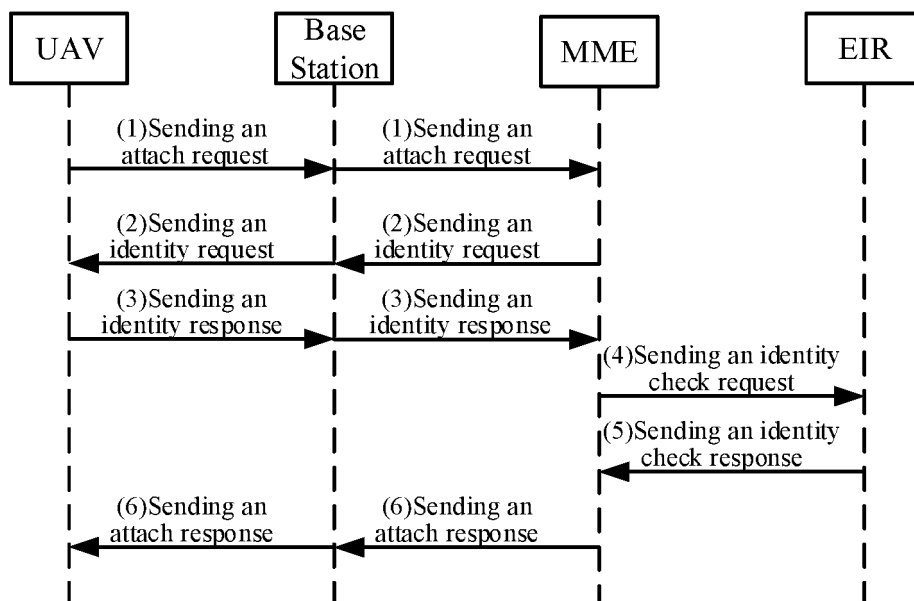 UAV
Base
Station
MME
EIR
(1)Sending an
attach request
(1)Sending an
attach request
(2)Sending an
identity request
(2)Sending an
identity request
(3)Sending an
identity response
(3)Sending an
identity response
(4)Sending an identity
check request
(5)Sending an identity
check response
(6)Sending an
attach response
(6)Sending an
attach response